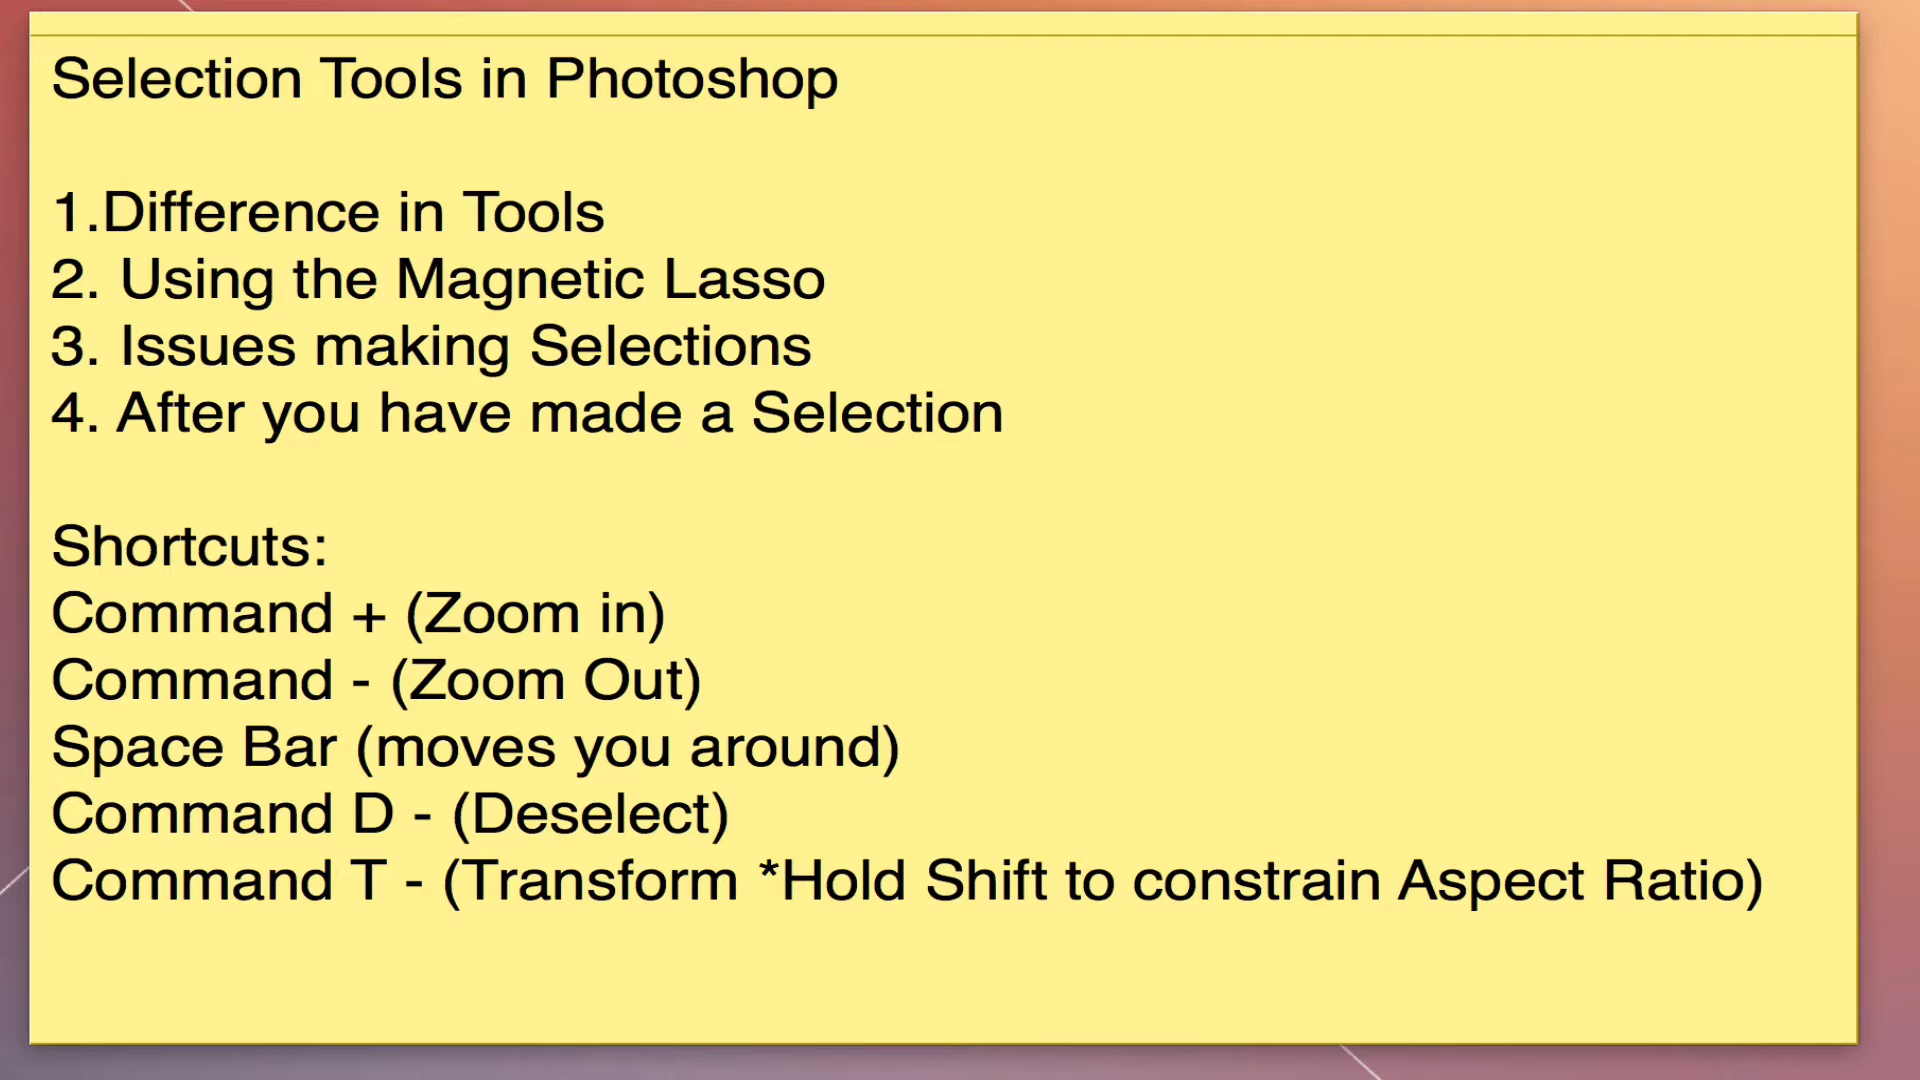 Selection Tools in Photoshop
1.Difference in Tools
2. Using the Magnetic Lasso
3. Issues making Selections
4. After you have made a Selection
Shortcuts:
Command + (Zoom in)
Command - (Zoom Out)
Space Bar (moves you around)
Command D - (Deselect)
Command T - (Transform *Hold Shift to constrain Aspect Ratio)